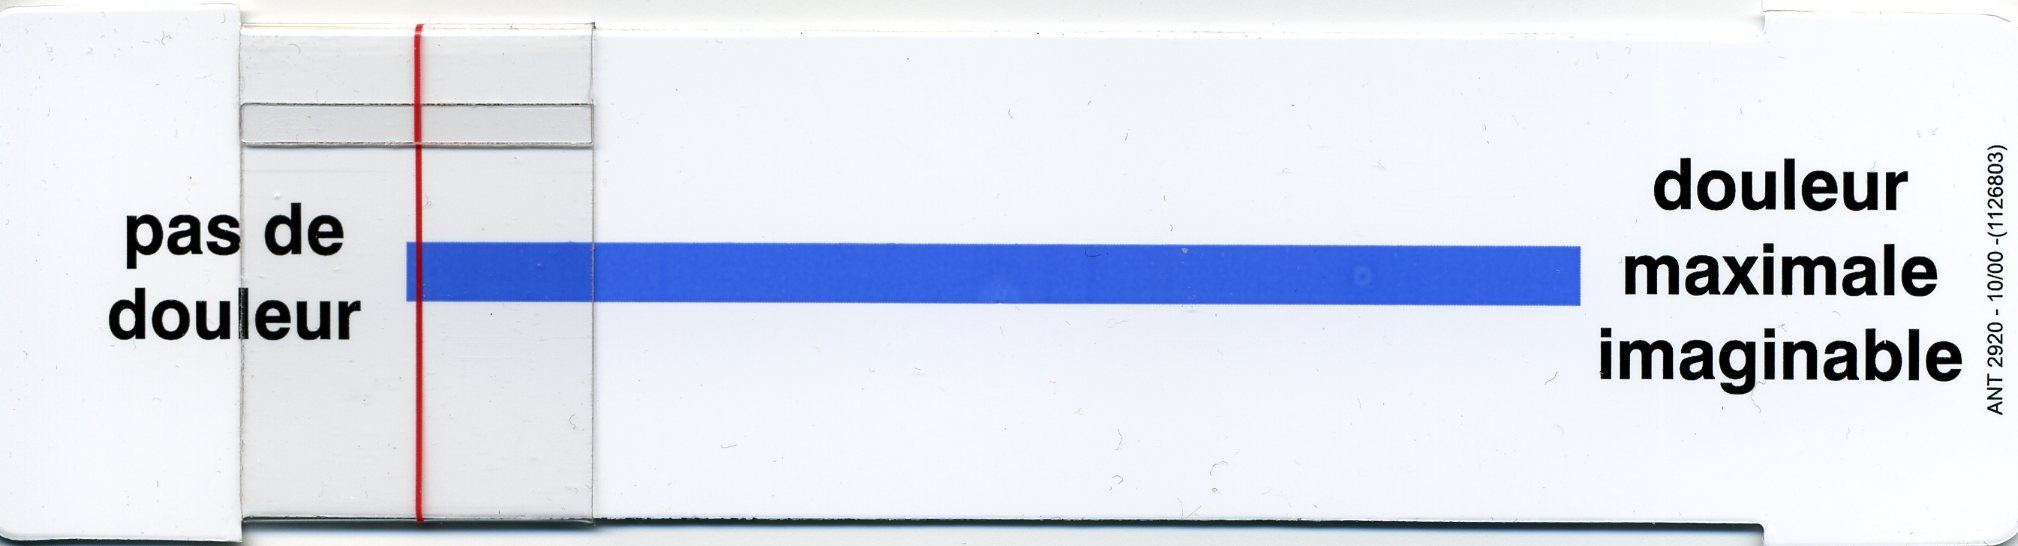 pas de
douleur
douleur
maximale
imaginable
ANT 2920 - 10/00 -(1126803)